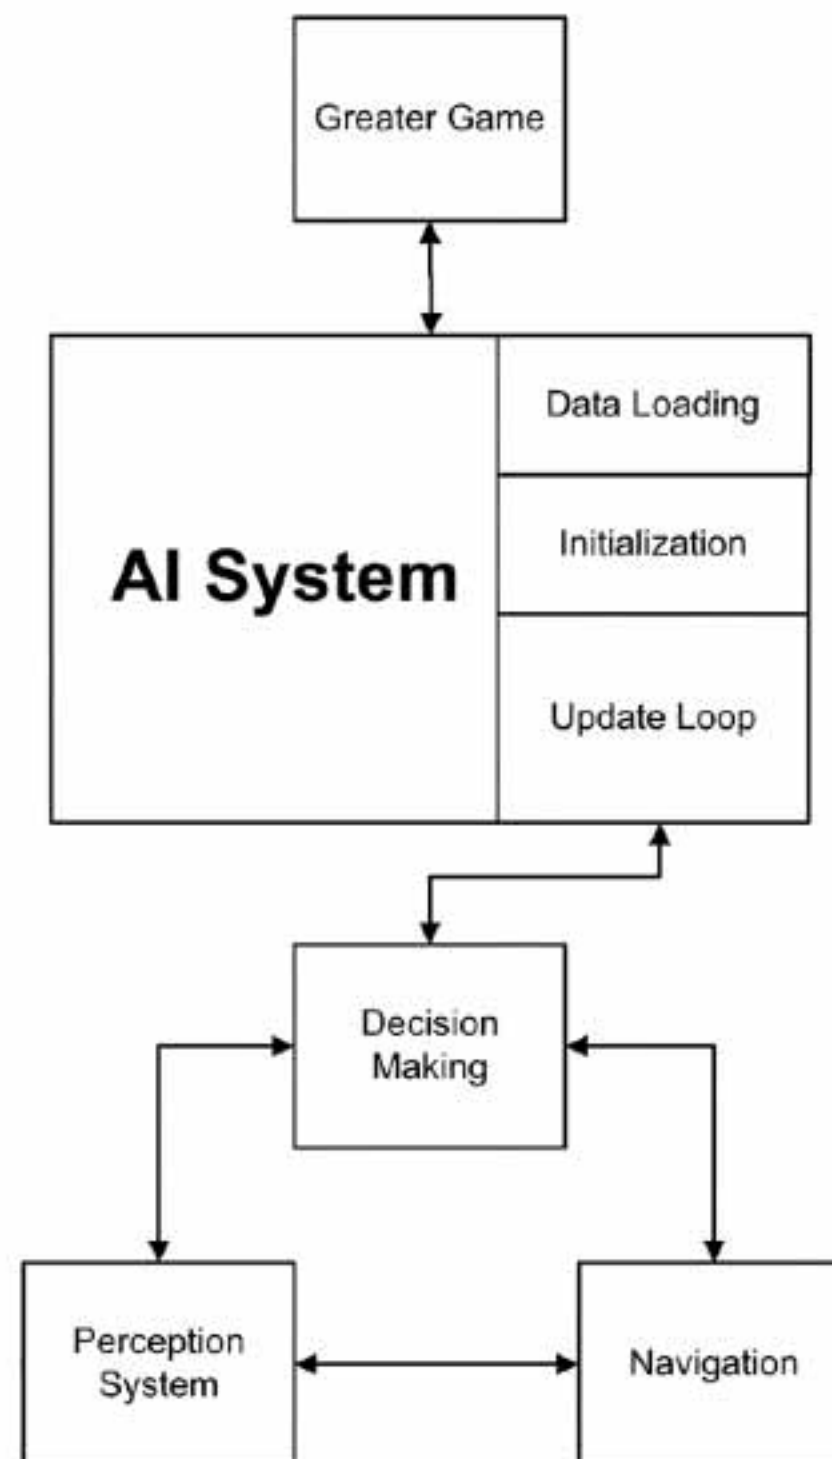 Greater Game
Data Loading
AI System
Initialization
Update Loop
Decision
Making
Perception
System
Navigation